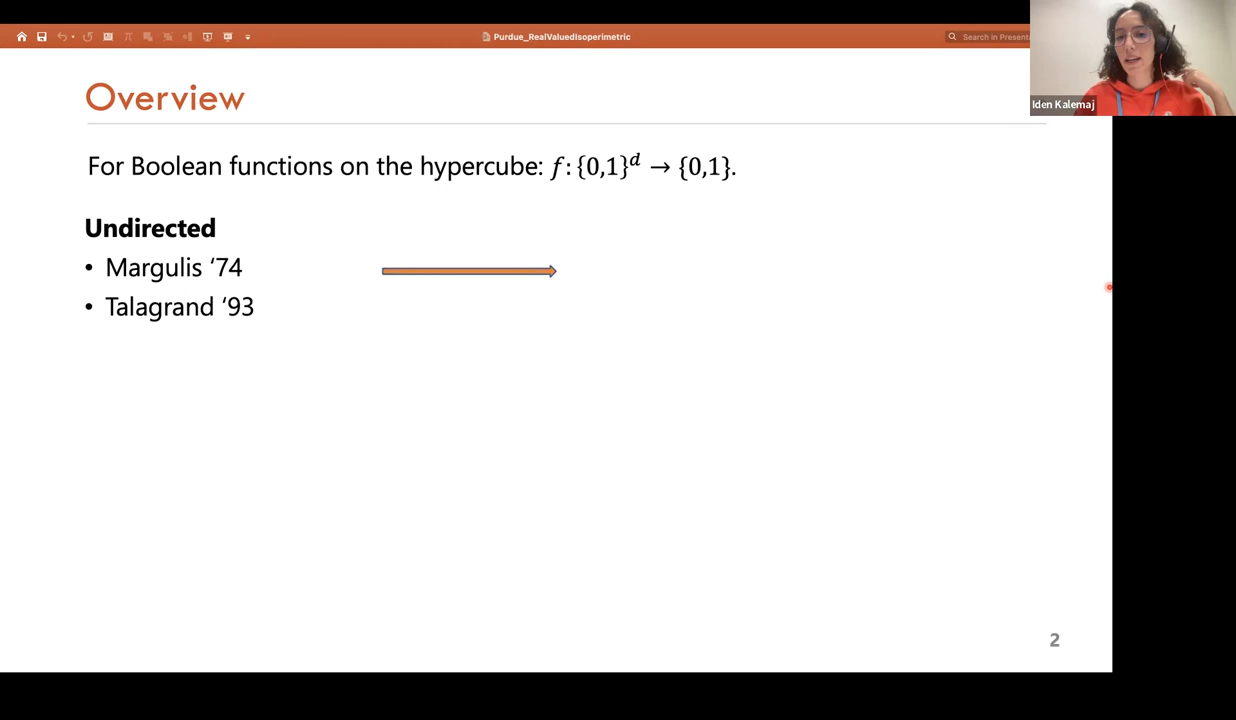 Purdue_RealValuedIsoperimetric
Search in Presenta
Iden Kalemaj
Overview
For Boolean functions on the hypercube: 𝑓: {0,1}ᵈ → {0,1}.
Undirected
• Margulis ‘74
• Talagrand ‘93
2